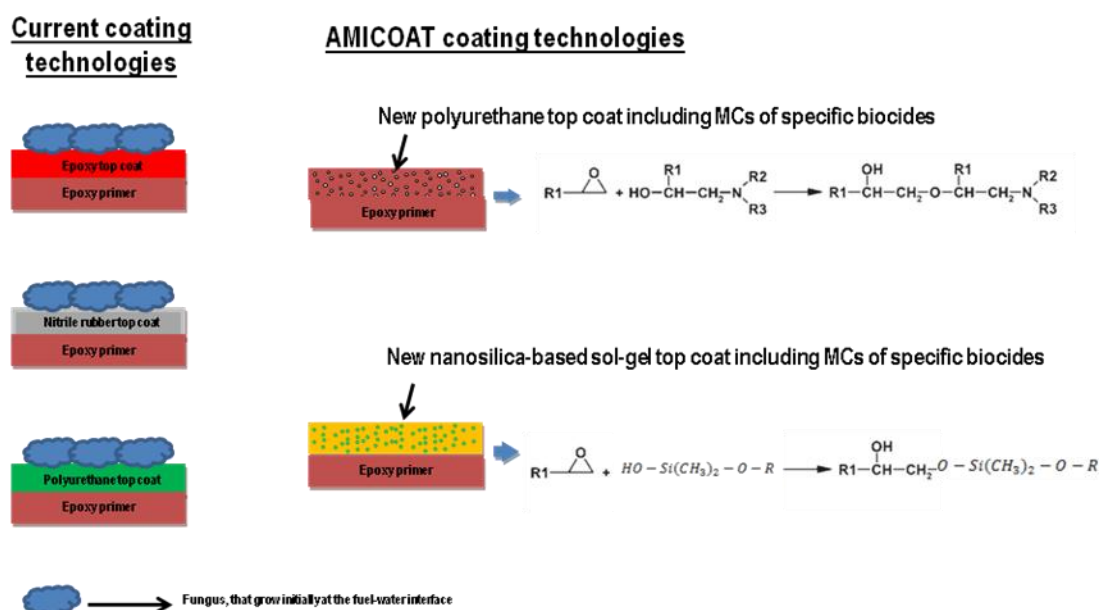 Current coating
technologies
AMICOAT coating technologies
Epoxy top coat
Epoxy primer
Nitrile rubber top coat
Epoxy primer
Polyurethane top coat
Epoxy primer
New polyurethane top coat including MCs of specific biocides
Epoxy primer
R1 O + HO—CH—CH₂—N R1 R2 R3 → R1—CH—CH₂—O—CH—CH₂—N OH R1 R2 R3
New nanosilica-based sol-gel top coat including MCs of specific biocides
Epoxy primer
R1 O + HO − Si(CH₃)₂ − O − R → R1—CH—CH₂ OH O − Si(CH₃)₂ − O − R
Fungus, that grow initially at the fuel-water interface